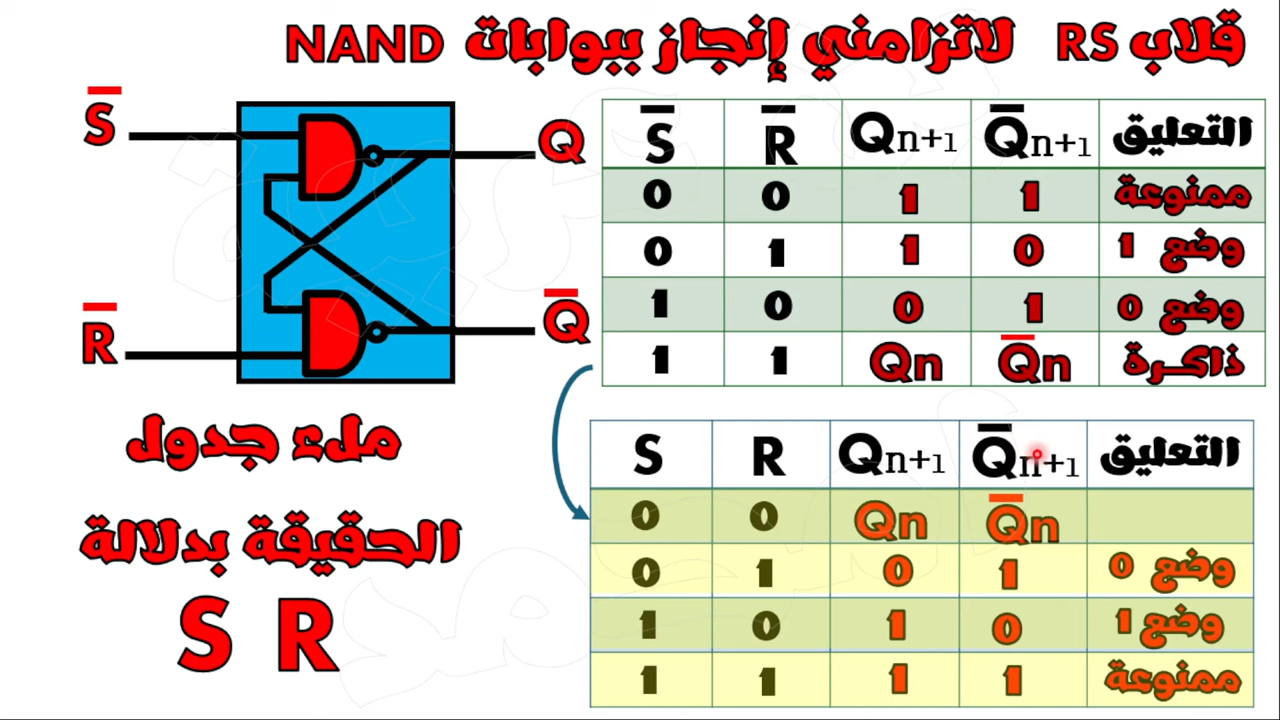 قلاب RS لاتزامني إنجاز ببوابات NAND
S̅
Q
R̅
Q̅
S̅ R̅ Qn+1 Q̅n+1 التعليق
0 0 1 1 ممنوعة
0 1 1 0 وضع 1
1 0 0 1 وضع 0
1 1 Qn Q̅n ذاكرة
ملء جدول
الحقيقة بدلالة
S R
S R Qn+1 Q̅n+1 التعليق
0 0 Qn Q̅n
0 1 0 1 وضع 0
1 0 1 0 وضع 1
1 1 1 1 ممنوعة